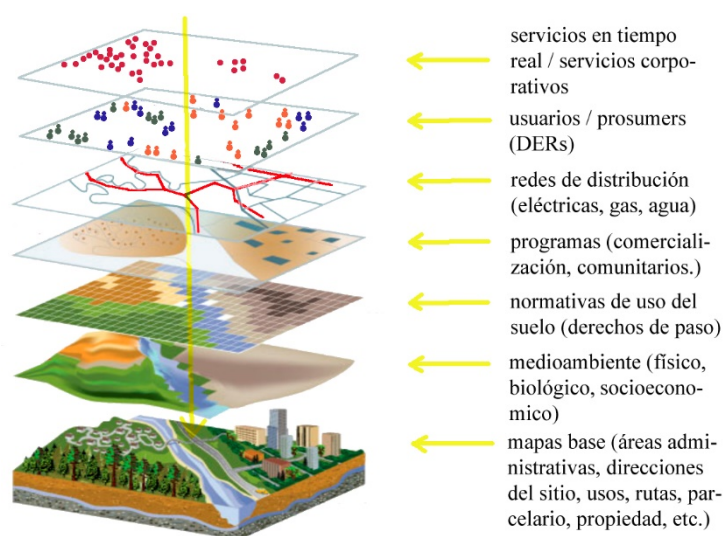 servicios en tiempo
real / servicios corpo-
rativos
usuarios / prosumers
(DERs)
redes de distribución
(eléctricas, gas, agua)
programas (comerciali-
zación, comunitarios.)
normativas de uso del
suelo (derechos de paso)
medioambiente (físico,
biológico, socioecono-
mico)
mapas base (áreas admi-
nistrativas, direcciones
del sitio, usos, rutas, par-
celario, propiedad, etc.)